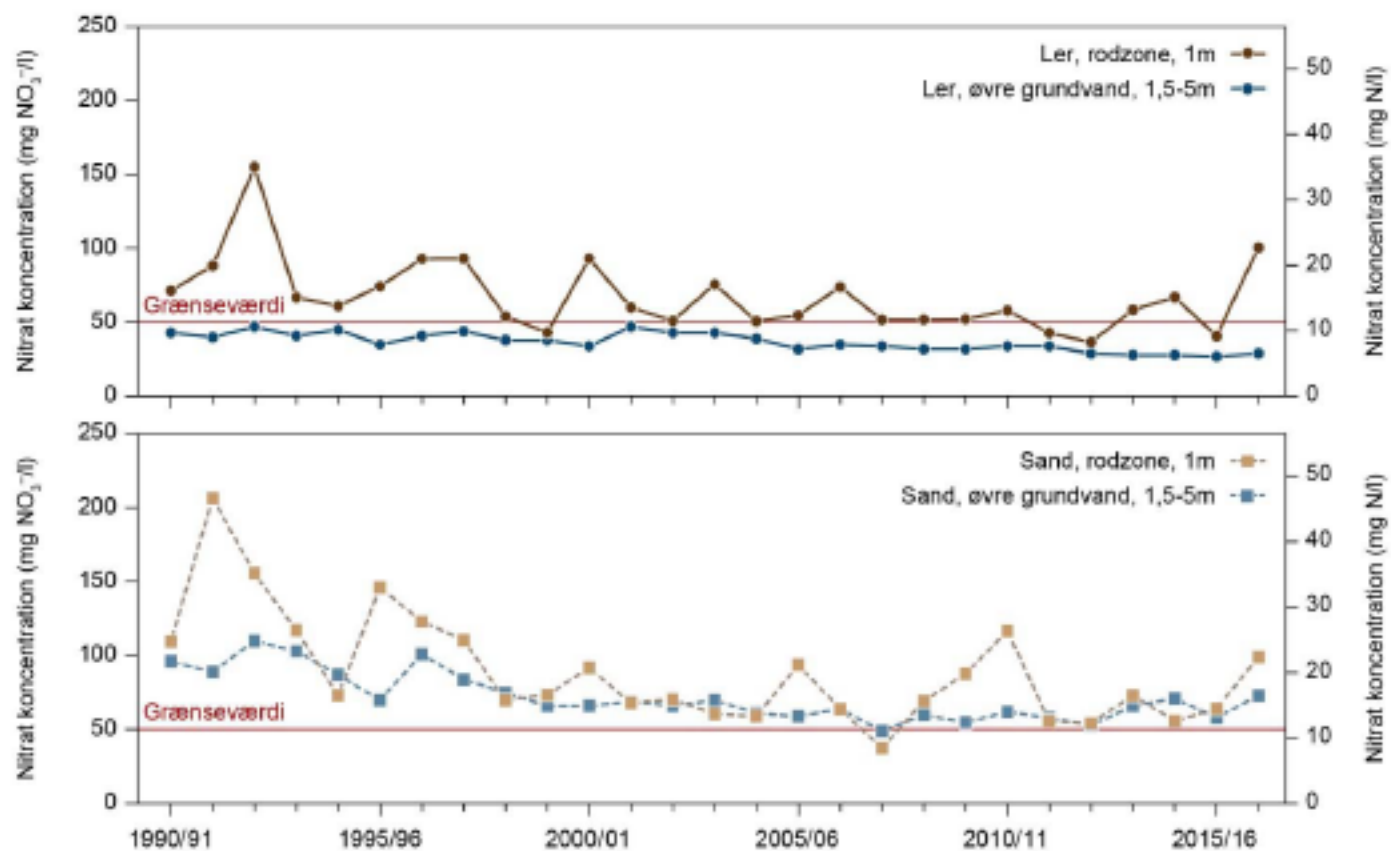 Nitrat koncentration (mg NO₃⁻/l)
250
200
150
100
50
0
Grænseværdi
Ler, rodzone, 1m
Ler, øvre grundvand, 1,5-5m
50
40
30
20
10
0
Nitrat koncentration (mg N/l)
Nitrat koncentration (mg NO₃⁻/l)
250
200
150
100
50
0
Grænseværdi
Sand, rodzone, 1m
Sand, øvre grundvand, 1,5-5m
50
40
30
20
10
0
Nitrat koncentration (mg N/l)
1990/91 1995/96 2000/01 2005/06 2010/11 2015/16